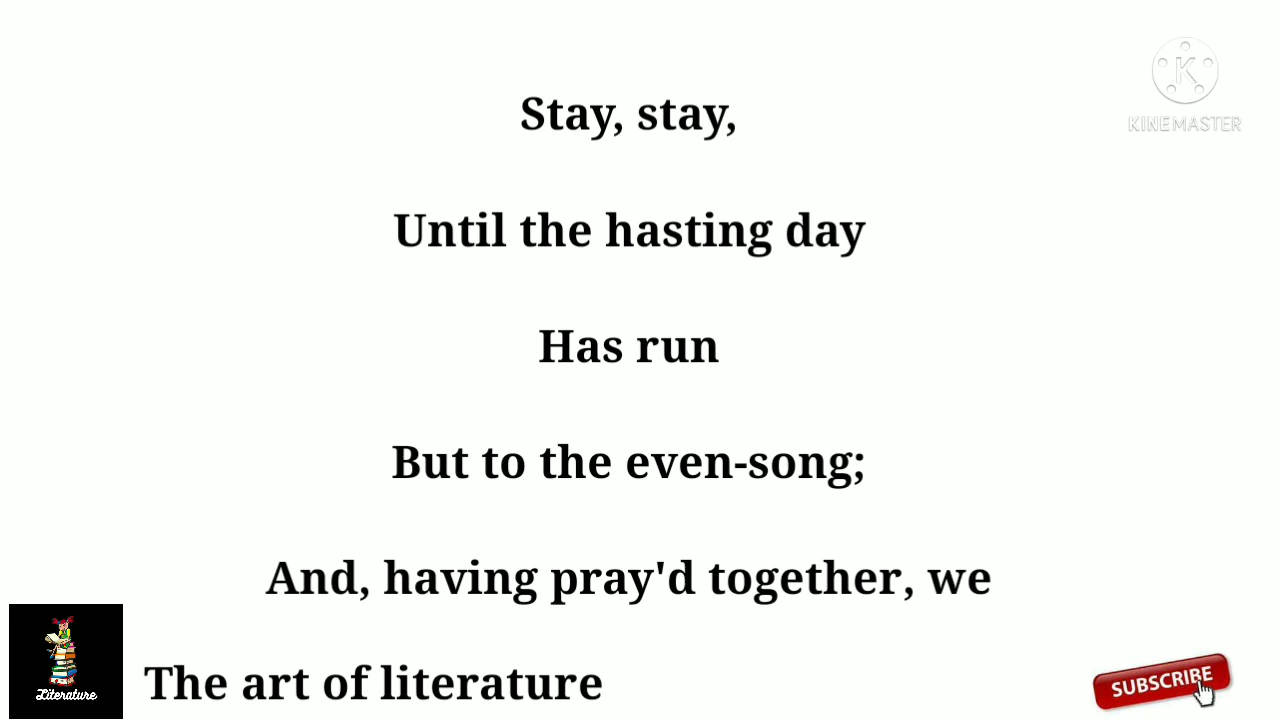 Stay, stay,
KINEMASTER
Until the hasting day
Has run
But to the even-song;
And, having pray'd together, we
Literature
The art of literature
SUBSCRIBE